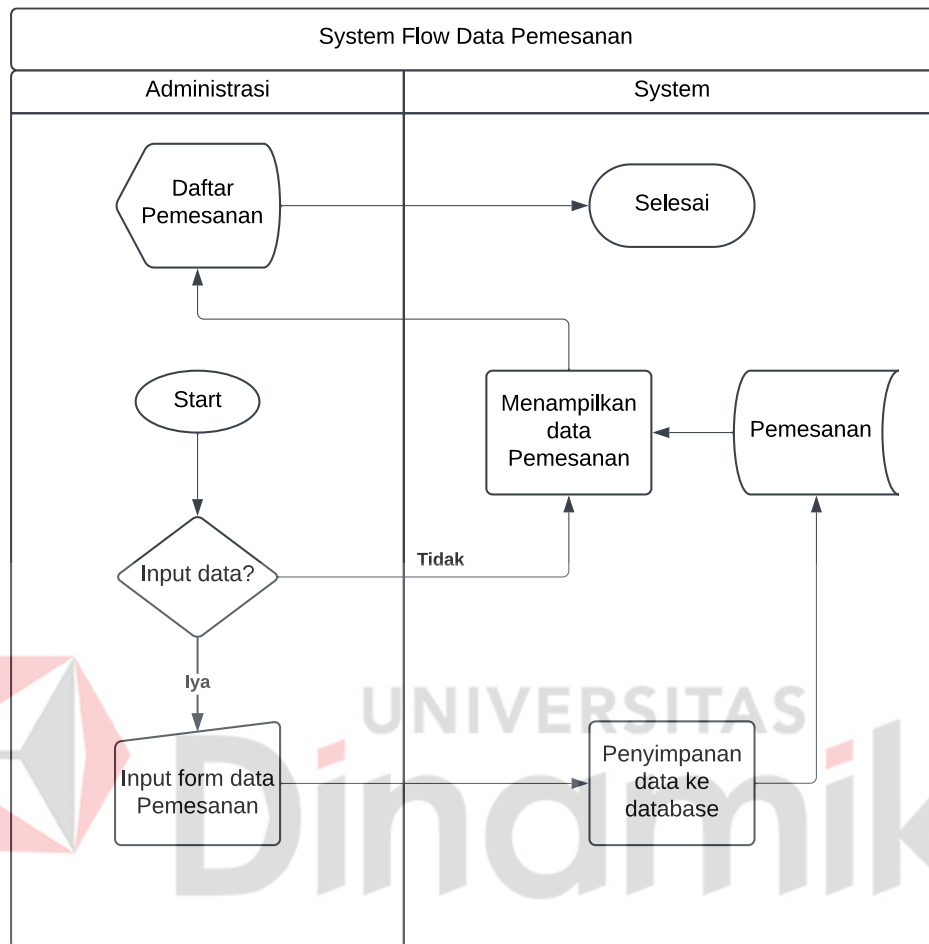 System Flow Data Pemesanan
Administrasi
System
Daftar
Pemesanan
Selesai
Start
Menampilkan
data
Pemesanan
Pemesanan
Input data?
Tidak
Iya
UNIVERSITAS
Dinamik
Input form data
Pemesanan
Penyimpanan
data ke
database